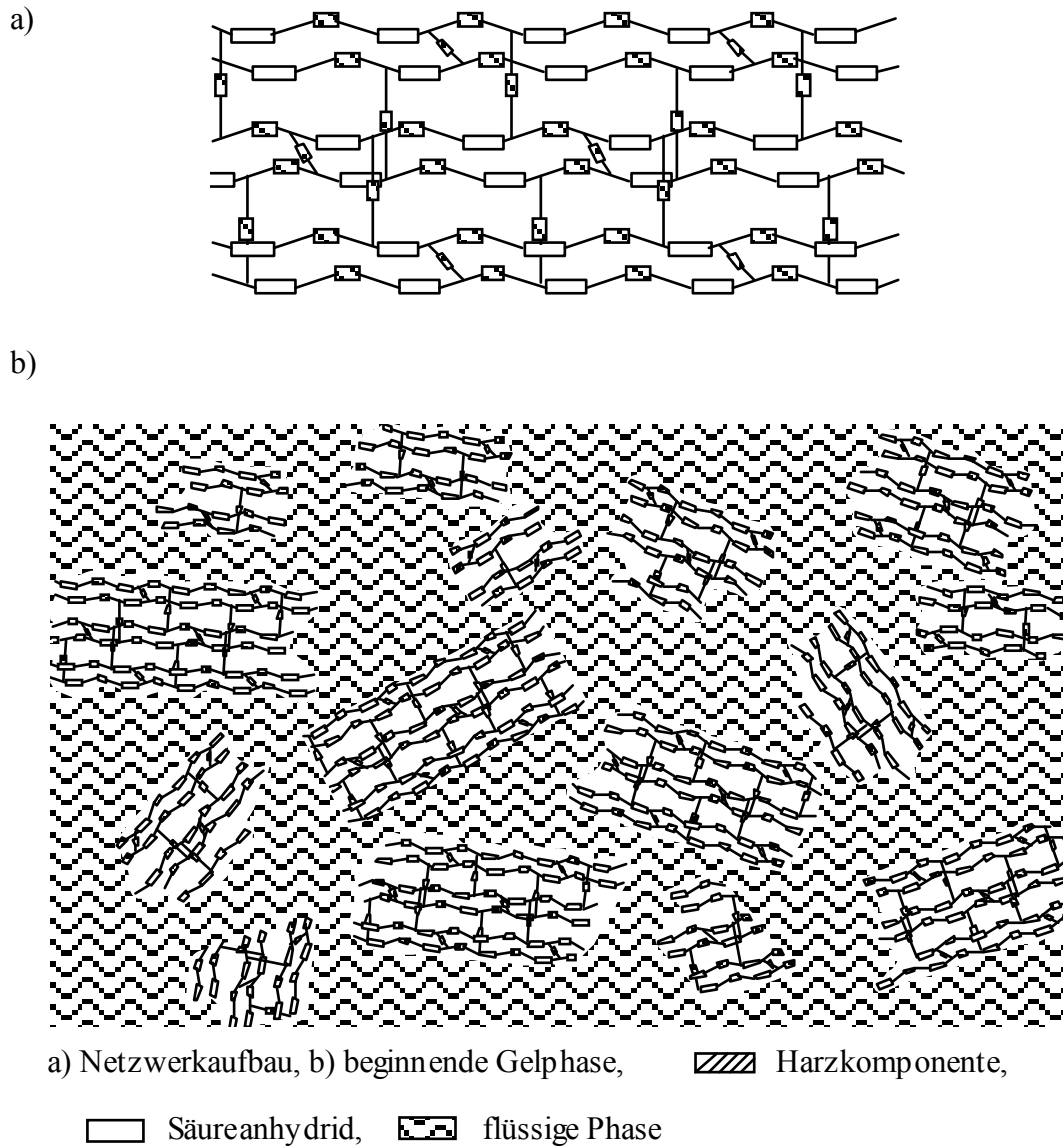 a)
b)
a) Netzwerkaufbau, b) beginnende Gelphase, Harzkomponente,
Säureanhydrid, flüssige Phase